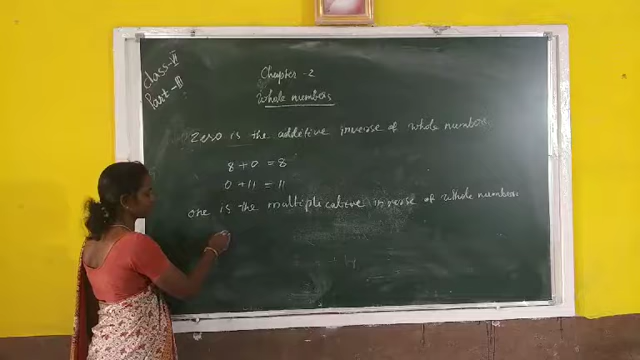 Class-VI
Part-III
Chapter -2
Whole numbers
Zero is the additive inverse of whole numbers
8+0 =8
0+11 = 11
one is the multiplicative inverse of whole numbers